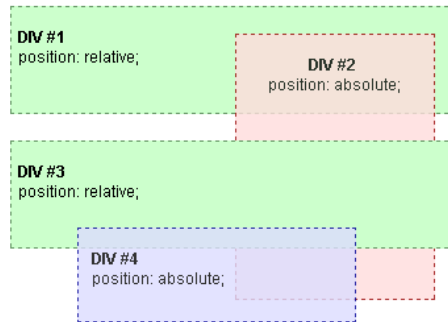 DIV #1
position: relative;
DIV #2
position: absolute;
DIV #3
position: relative;
DIV #4
position: absolute;